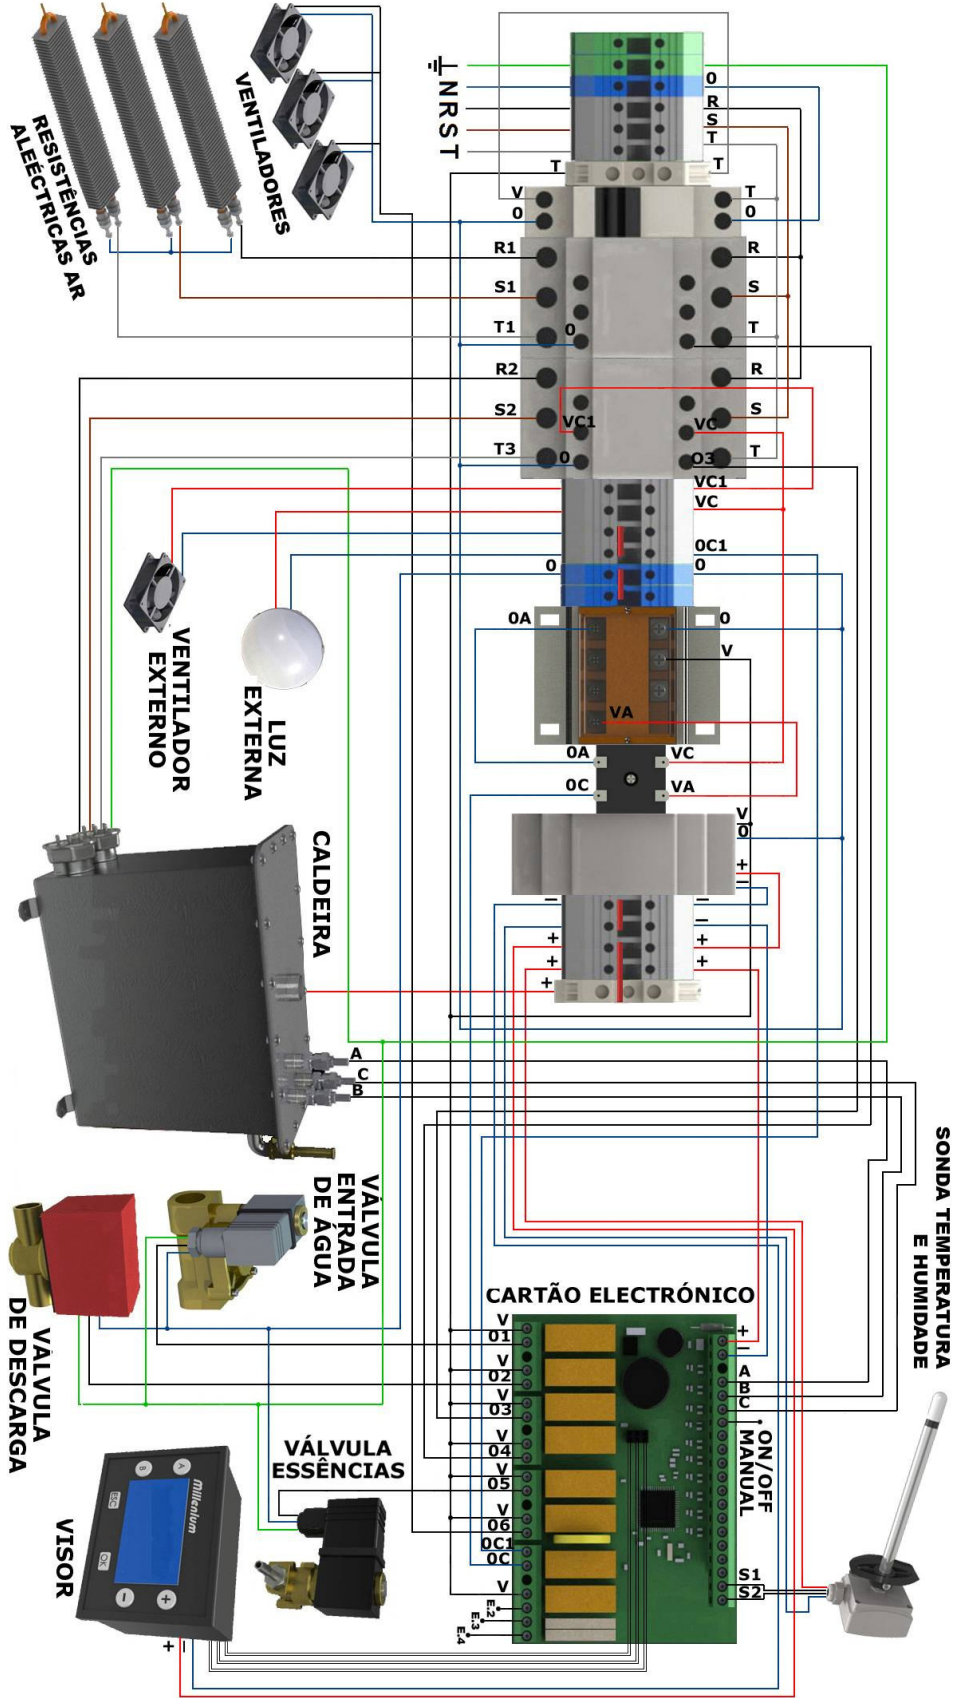 N
R
S
T
0
R
S
T
T
T
V
0
T
0
VENTILADORES
RESISTÊNCIAS
ALEÉCTRICAS AR
R1
S1
T1
0
R
S
T
R2
S2
T3
VC1
0
R
VC
S
O3
T
VC1
VC
0C1
0
0
VENTILADOR
EXTERNO
LUZ
EXTERNA
0A
0
V
VA
0A
VC
0C
VA
V
0
+
−
−
+
+
+
−
+
+
CALDEIRA
A
C
B
SONDA TEMPERATURA
E HUMIDADE
VÁLVULA
ENTRADA
DE ÁGUA
VÁLVULA
DE DESCARGA
CARTÃO ELECTRÓNICO
V
01
V
02
V
03
V
04
V
05
V
06
0C1
0C
V
E.2
E.3
E.4
+
−
A
B
C
ON/OFF
MANUAL
S1
S2
VÁLVULA
ESSÊNCIAS
VISOR
Millenium
A
B
ESC
OK
+
−
+
−